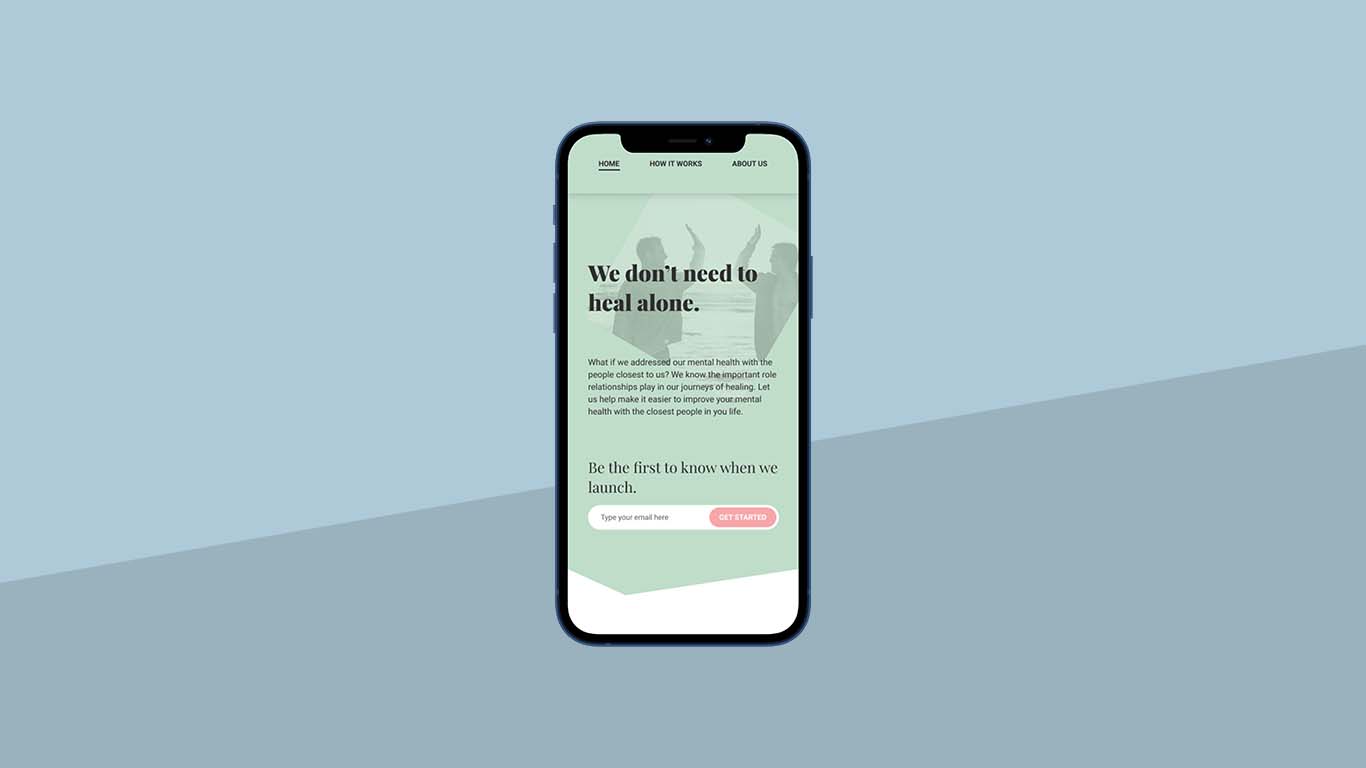 HOME HOW IT WORKS ABOUT US
We don’t need to
heal alone.
What if we addressed our mental health with the
people closest to us? We know the important role
relationships play in our journeys of healing. Let
us help make it easier to improve your mental
health with the closest people in you life.
Be the first to know when we
launch.
Type your email here GET STARTED